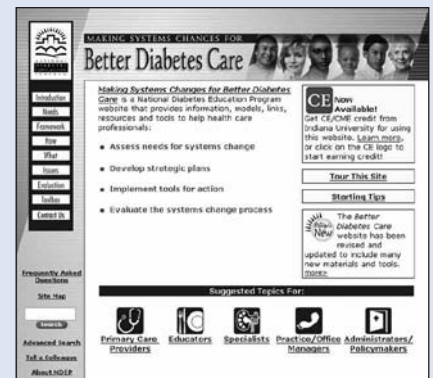 MAKING SYSTEMS CHANGES FOR
Better Diabetes Care
Introduction
Needs
Framework
How
What
Issues
Evaluation
Toolbox
Contact Us
Frequently Asked
Questions
Site Map
Search
Advanced Search
Tell a Colleague
About NDEP
Making Systems Changes for Better Diabetes
Care is a National Diabetes Education Program
website that provides information, models, links,
resources and tools to help health care
professionals:
Assess needs for systems change
Develop strategic plans
Implement tools for action
Evaluate the systems change process
CE Now
Available!
Get CE/CME credit from
Indiana University for using
this website. Learn more,
or click on the CE logo to
start earning credit!
Tour This Site
Starting Tips
New
The Better
Diabetes Care
website has been
revised and
updated to include many
new materials and tools.
more>
Suggested Topics For:
Primary Care
Providers
Educators
Specialists
Practice/Office
Managers
Administrators/
Policymakers